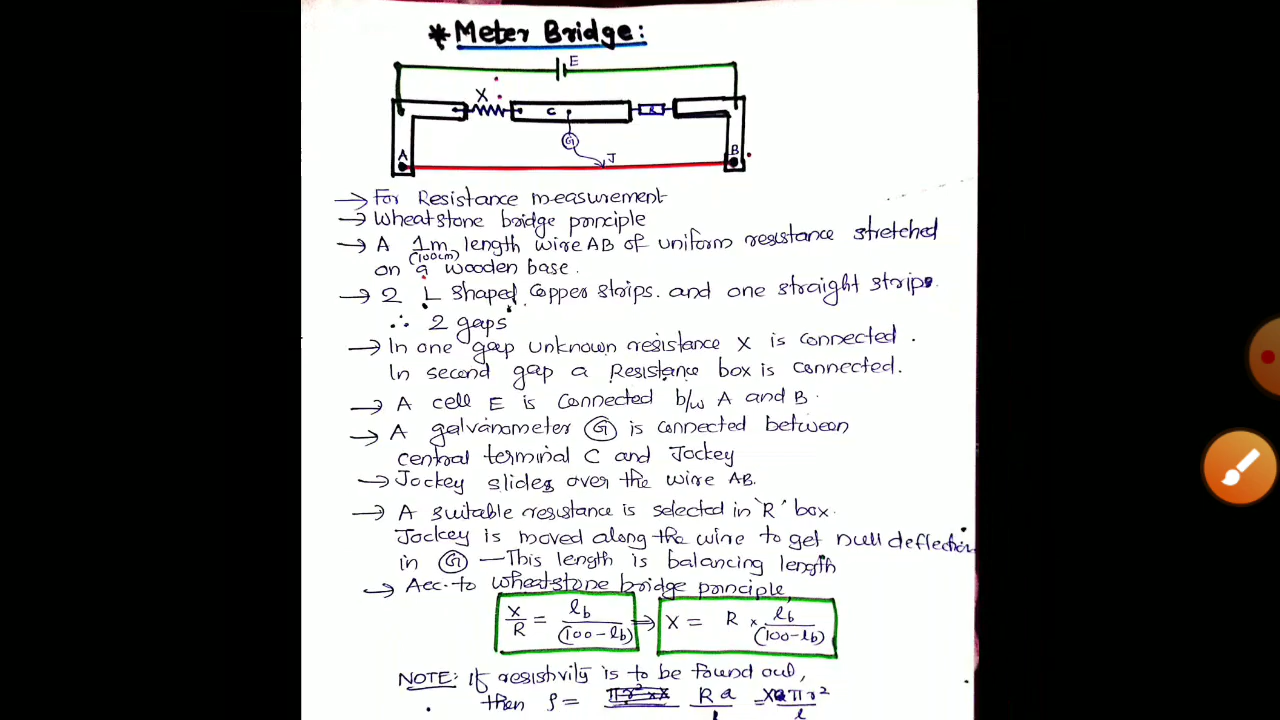 * Meter Bridge:
E
X
C
R
G
J
A
B
→ For Resistance measurement
→ Wheatstone bridge principle
→ A 1m length wire AB of uniform resistance stretched
(100cm)
on a wooden base.
→ 2 L shaped Copper strips. and one straight strip.
∴ 2 gaps
→ In one gap unknown resistance X is connected.
In second gap a Resistance box is connected.
→ A cell E is connected b/w A and B.
→ A galvanometer G is connected between
central terminal C and Jockey
→ Jockey slides over the wire AB.
→ A suitable resistance is selected in 'R' box.
Jockey is moved along the wire to get null deflection
in G — This length is balancing length
→ Acc. to wheatstone bridge principle,
X/R = lb/(100-lb) ⇒ X = R × lb/(100-lb)
NOTE: If resistivity is to be found out,
then ρ = Ra/l = Xπr²/l